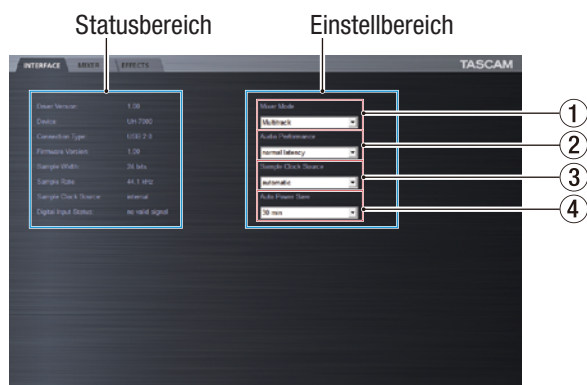 Statusbereich Einstellbereich
INTERFACE MIXER EFFECTS TASCAM
Driver Version: 1.00 Mixer Mode
Device: UH-7000 Multitrack ①
Connection Type: USB 2.0 Audio Performance
Firmware Version: 1.00 normal latency ②
Sample Width: 24 bits Sample Clock Source
Sample Rate: 44.1 kHz automatic ③
Sample Clock Source: internal Auto Power Save
Digital Input Status: no valid signal 30 min ④